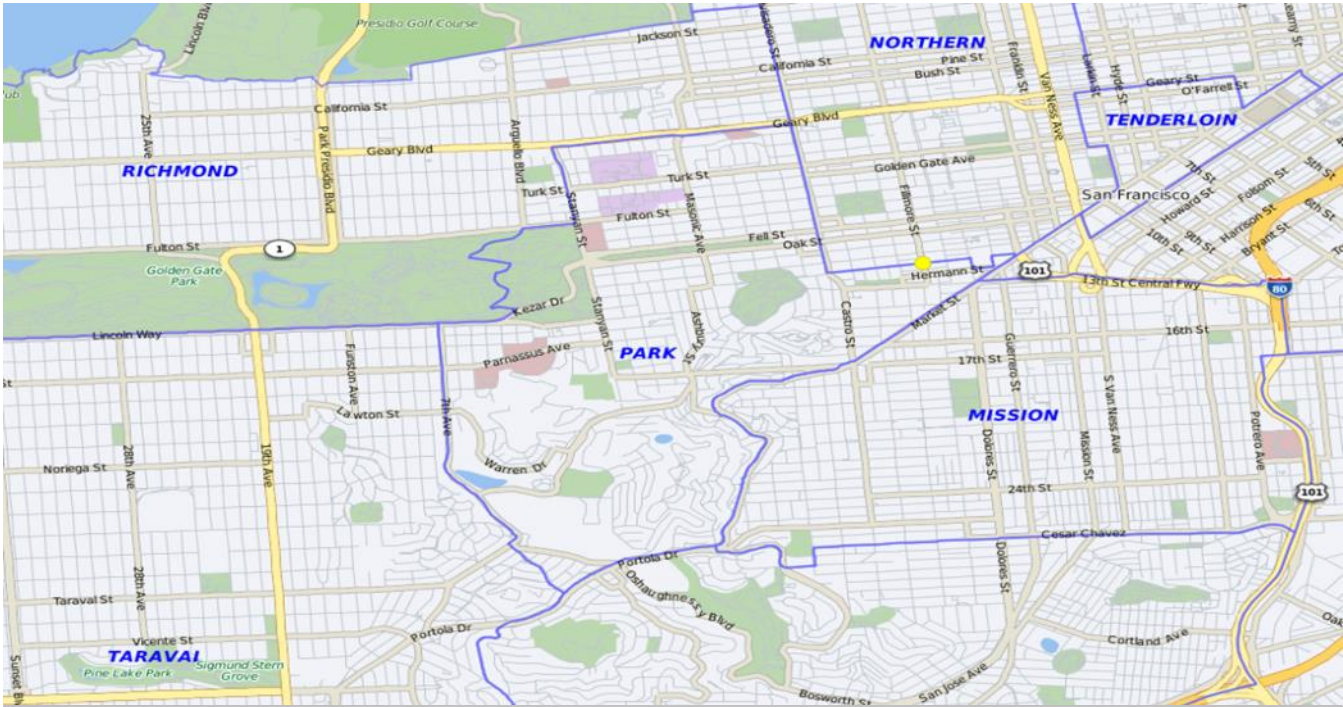 Presidio Golf Course
Lincoln Blvd
Jackson St
NORTHERN
California St
Pine St
Bush St
Franklin St
Van Ness Ave
Larkin St
Hyde St
Geary St
O'Farrell St
TENDERLOIN
California St
25th Ave
Park Presidio Blvd
Arguello Blvd
Geary Blvd
Geary Blvd
RICHMOND
Golden Gate Ave
Turk St
Turk St
Stanyan St
Masonic Ave
Fillmore St
San Francisco
7th St
Howard St
Folsom St
5th St
6th St
Harrison St
Bryant St
9th St
10th St
Fulton St
Fulton St
1
Fell St
Oak St
Golden Gate
Park
Hermann St
101
13th St Central Fwy
80
Kezar Dr
Lincoln Way
Stanyan St
Ashbury St
Castro St
Market St
16th St
Parnassus Ave
PARK
17th St
Guerrero St
Funston Ave
St
Lawton St
7th Ave
MISSION
S Van Ness Ave
Mission St
Dolores St
Potrero Ave
28th Ave
19th Ave
Noriega St
Warren Dr
24th St
101
Cesar Chavez
Portola Dr
Dolores St
Oshaughnessy Blvd
28th Ave
Taraval St
Portola Dr
Vicente St
Cortland Ave
TARAVAL
Pine Lake Park
Sigmund Stern
Grove
San Jose Ave
Bosworth St